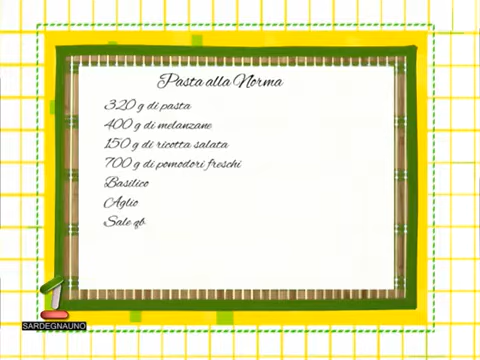 Pasta alla Norma
320 g di pasta
400 g di melanzane
150 g di ricotta salata
700 g di pomodori freschi
Basilico
Aglio
Sale qb
1
SARDEGNAUNO